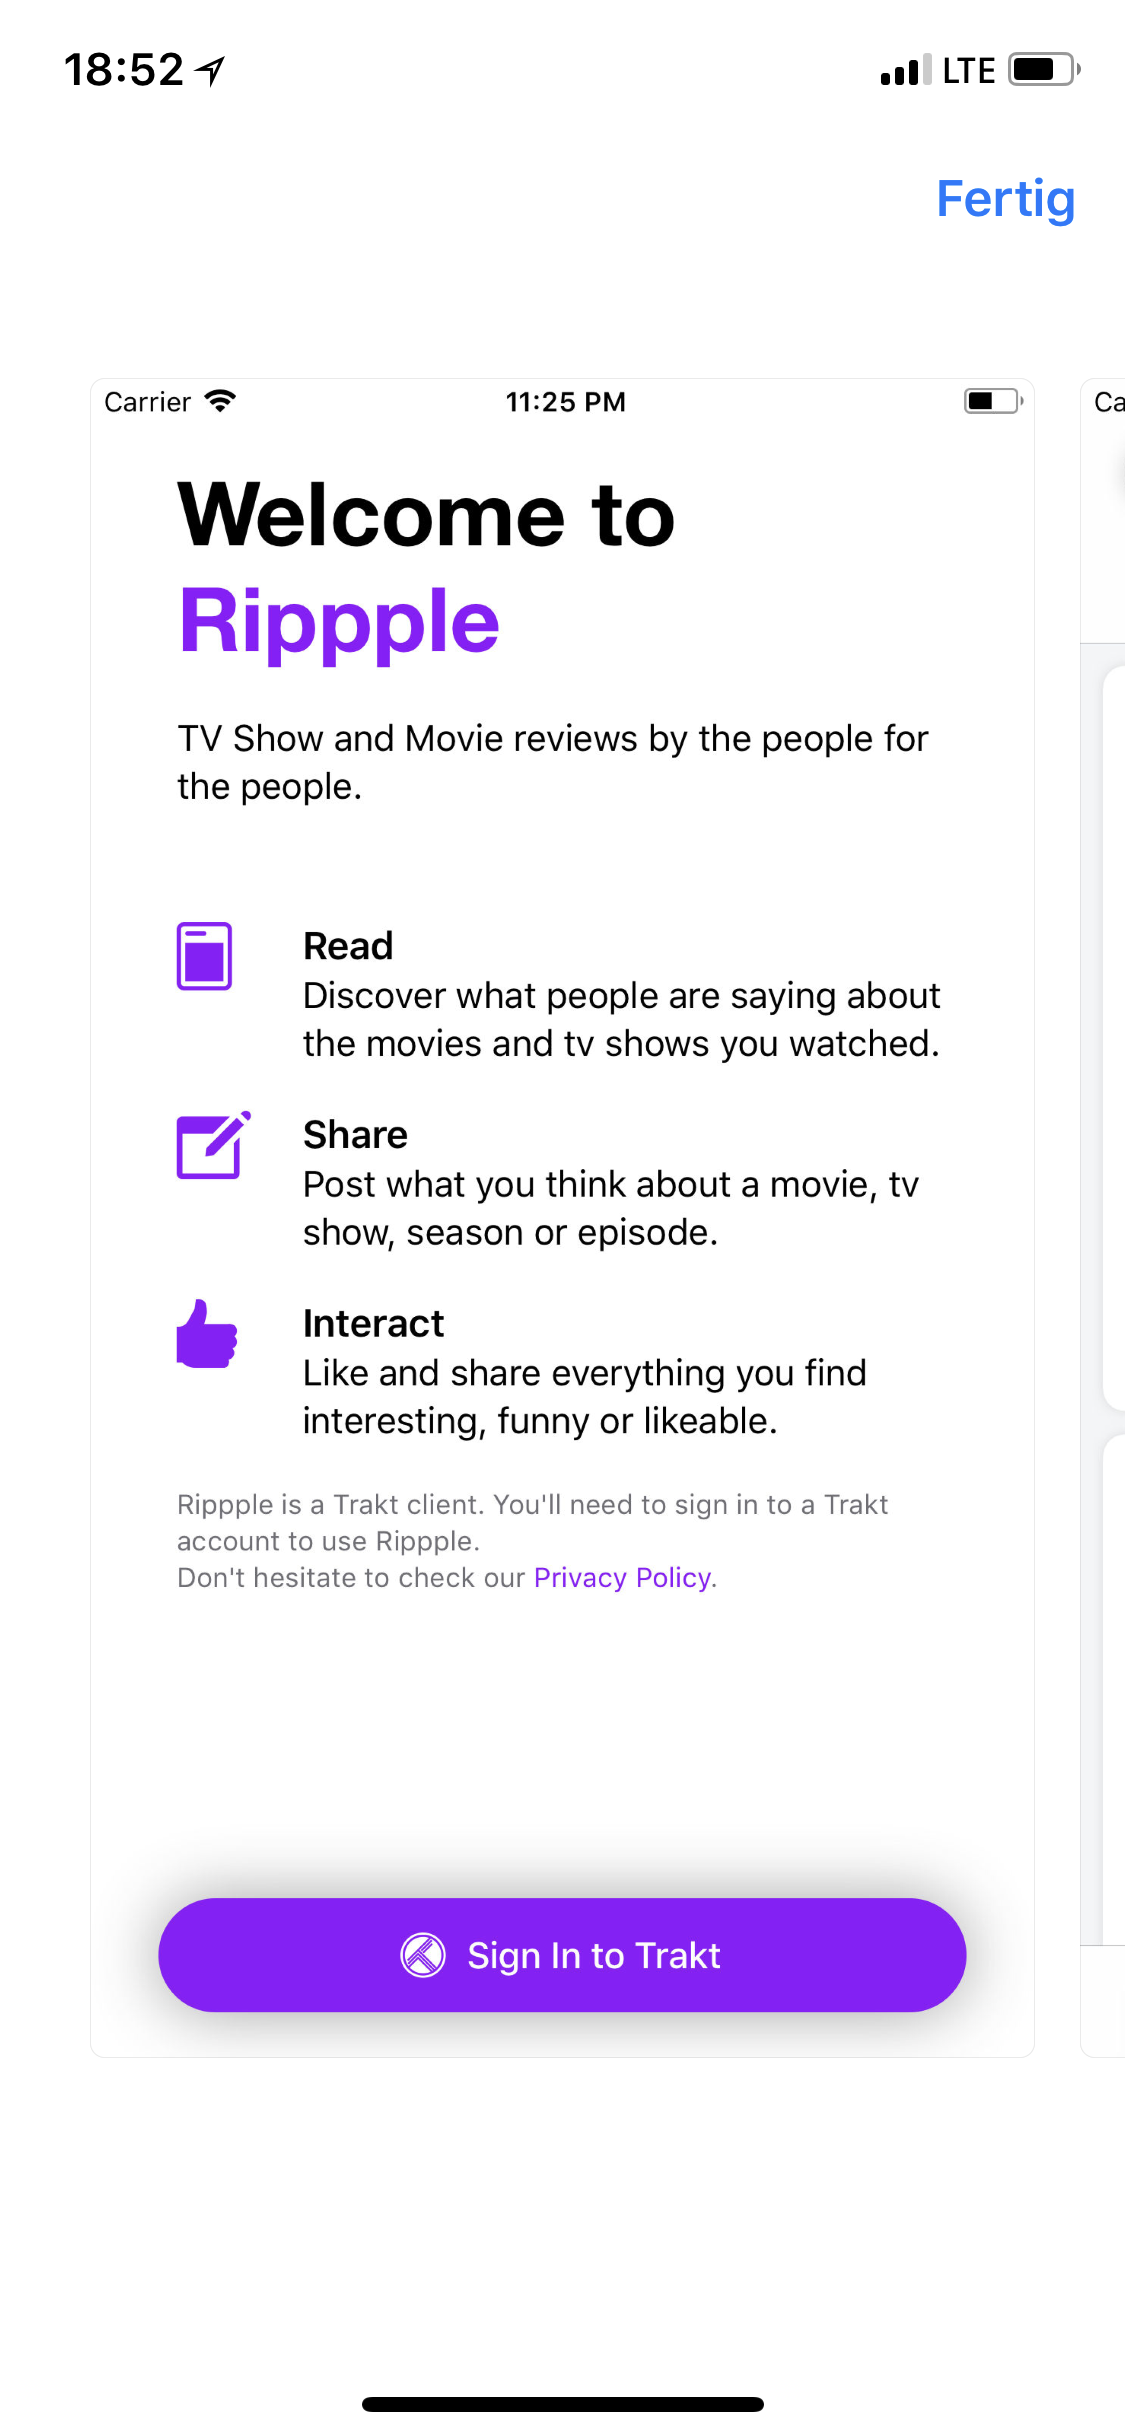 18:52
LTE
Fertig
Carrier
11:25 PM
Ca
Welcome to
Rippple
TV Show and Movie reviews by the people for
the people.
Read
Discover what people are saying about
the movies and tv shows you watched.
Share
Post what you think about a movie, tv
show, season or episode.
Interact
Like and share everything you find
interesting, funny or likeable.
Rippple is a Trakt client. You'll need to sign in to a Trakt
account to use Rippple.
Don't hesitate to check our Privacy Policy.
Sign In to Trakt